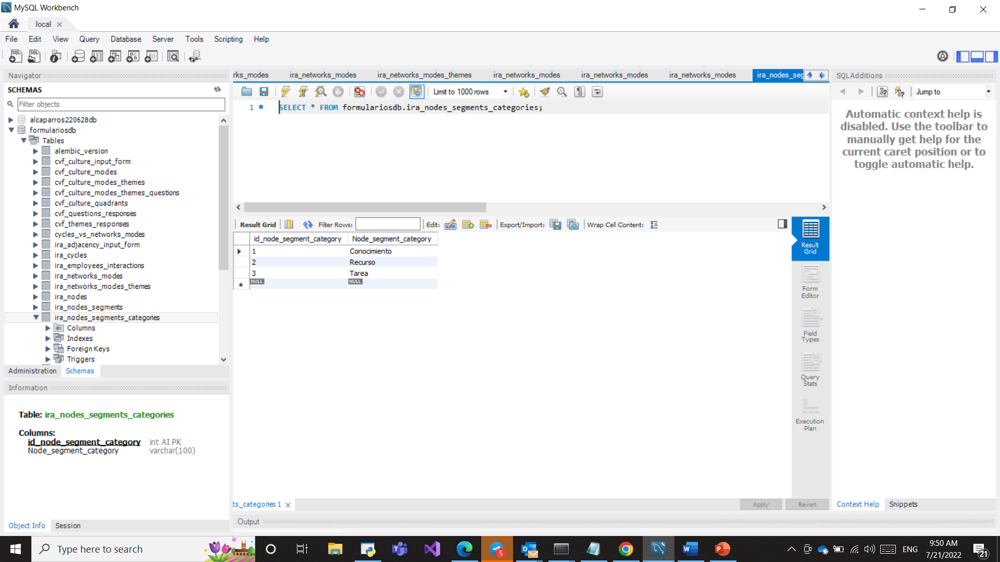 MySQL Workbench
local
File Edit View Query Database Server Tools Scripting Help
Navigator
SCHEMAS
Filter objects
alcaparros220628db
formulariosdb
Tables
alembic_version
cvf_culture_input_form
cvf_culture_modes
cvf_culture_modes_themes
cvf_culture_modes_themes_questions
cvf_culture_quadrants
cvf_questions_responses
cvf_themes_responses
cycles_vs_networks_modes
ira_adjacency_input_form
ira_cycles
ira_employees_interactions
ira_networks_modes
ira_networks_modes_themes
ira_nodes
ira_nodes_segments
ira_nodes_segments_categories
Columns
Indexes
Foreign Keys
Triggers
Administration Schemas
Information
Table: ira_nodes_segments_categories
Columns:
id_node_segment_category int AI PK
Node_segment_category varchar(100)
Object Info Session
rks_modes ira_networks_modes ira_networks_modes_themes ira_networks_modes ira_networks_modes ira_networks_modes ira_nodes_seg
Limit to 1000 rows
1 SELECT * FROM formulariosdb.ira_nodes_segments_categories;
Result Grid Filter Rows: Edit: Export/Import: Wrap Cell Content:
id_node_segment_category Node_segment_category
1 Conocimiento
2 Recurso
3 Tarea
NULL NULL
Result
Grid
Form
Editor
Field
Types
Query
Stats
Execution
Plan
ts_categories 1
Apply Revert
Output
SQLAdditions
Jump to
Automatic context help is
disabled. Use the toolbar to
manually get help for the
current caret position or to
toggle automatic help.
Context Help Snippets
Type here to search
5
ENG
9:50 AM
7/21/2022
21